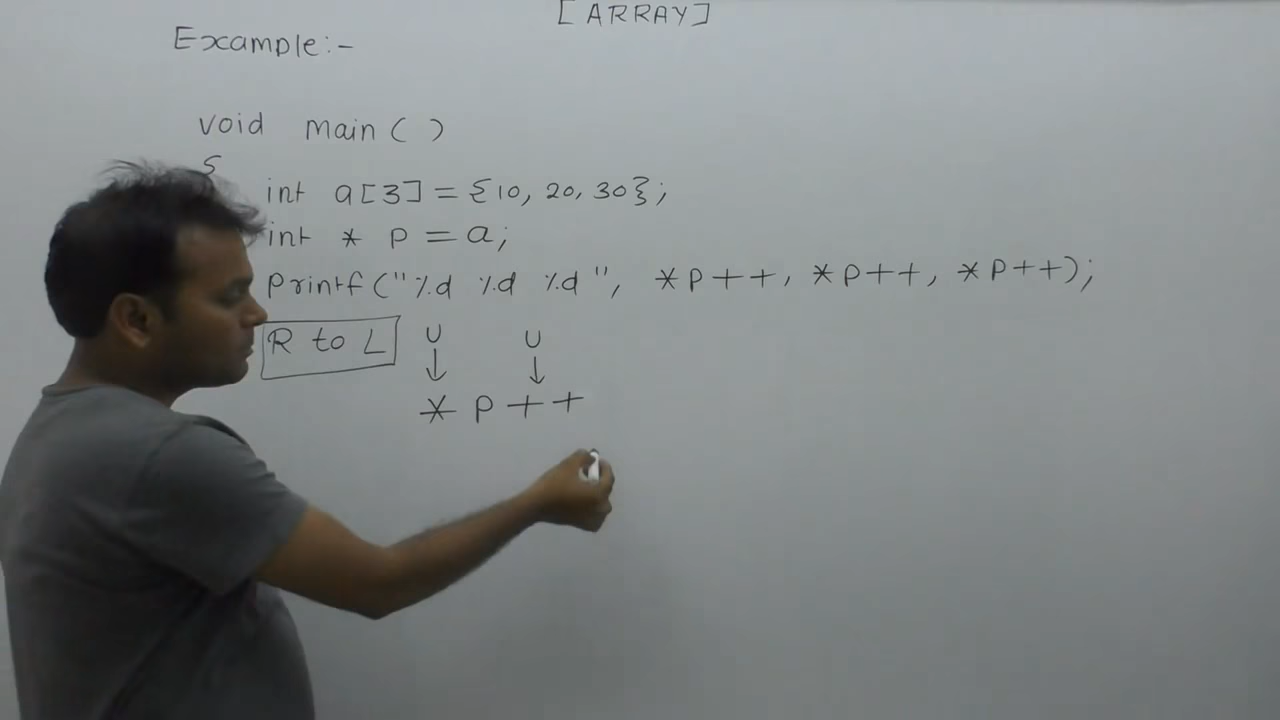 [ARRAY]
Example:-
void main( )
{
int a[3] = {10, 20, 30};
int * p = a;
printf("%d %d %d", *p++, *p++, *p++);
R to L
U U
↓ ↓
* p + +